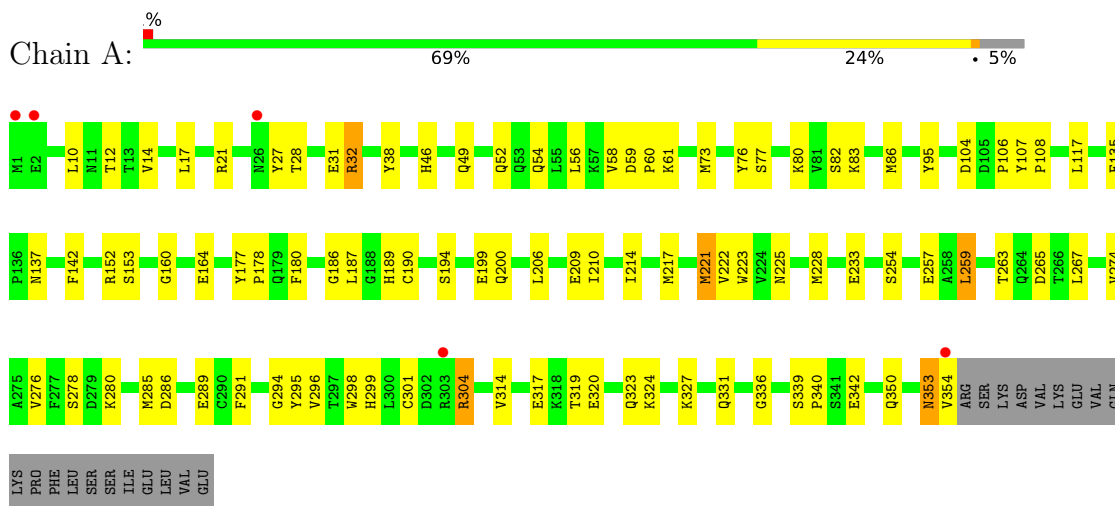 %
Chain A:
69% 24% • 5%
M1 E2 L10 N11 T12 T13 V14 L17 R21 N26 Y27 T28 E31 R32 Y38 H46 Q49 Q52 Q53 Q54 L55 L56 K57 V58 D59 P60 K61 M73 Y76 S77 K80 V81 S82 K83 M86 Y95 D104 D105 P106 Y107 P108 L117
P136 N137 F142 R152 S153 G160 E164 Y177 P178 Q179 F180 G186 L187 G188 H189 C190 S194 E199 Q200 L206 E209 I210 I214 M217 M221 V222 W223 V224 N225 M228 E233 S254 E257 A258 L259 T263 Q264 D265 T266 L267
A275 V276 F277 S278 D279 K280 M285 D286 E289 C290 F291 G294 Y295 V296 T297 W298 H299 L300 C301 D302 R303 R304 V314 E317 K318 T319 E320 Q323 K324 K327 Q331 G336 S339 P340 S341 E342 Q350 N353 V354 ARG SER LYS ASP VAL LYS GLU VAL GLN
LYS PRO PHE LEU SER SER ILE GLU LEU VAL GLU